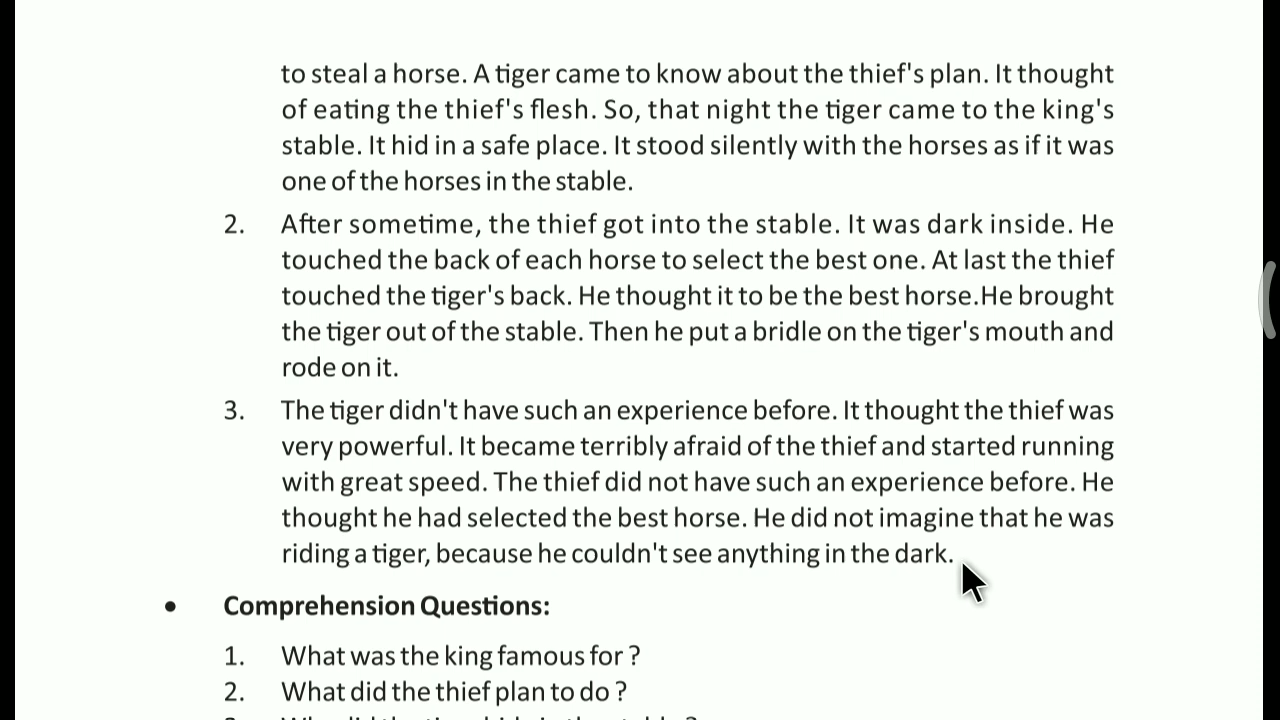 to steal a horse. A tiger came to know about the thief's plan. It thought
of eating the thief's flesh. So, that night the tiger came to the king's
stable. It hid in a safe place. It stood silently with the horses as if it was
one of the horses in the stable.
2. After sometime, the thief got into the stable. It was dark inside. He
touched the back of each horse to select the best one. At last the thief
touched the tiger's back. He thought it to be the best horse.He brought
the tiger out of the stable. Then he put a bridle on the tiger's mouth and
rode on it.
3. The tiger didn't have such an experience before. It thought the thief was
very powerful. It became terribly afraid of the thief and started running
with great speed. The thief did not have such an experience before. He
thought he had selected the best horse. He did not imagine that he was
riding a tiger, because he couldn't see anything in the dark.
• Comprehension Questions:
1. What was the king famous for ?
2. What did the thief plan to do ?